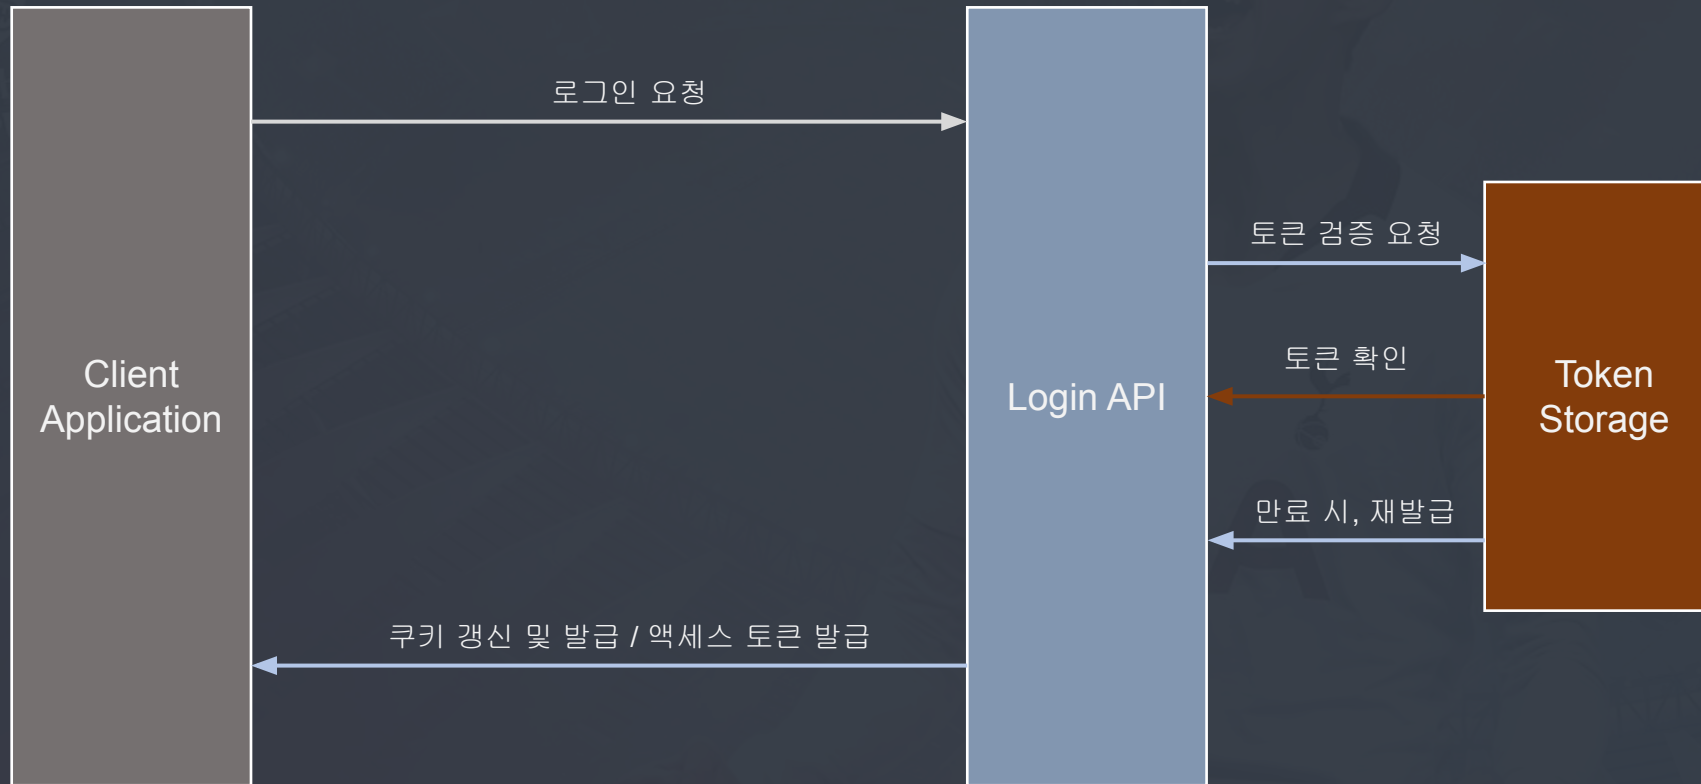 로그인 요청
토큰 검증 요청
토큰 확인
Client
Application
Login API
Token
Storage
만료 시, 재발급
쿠키 갱신 및 발급 / 액세스 토큰 발급